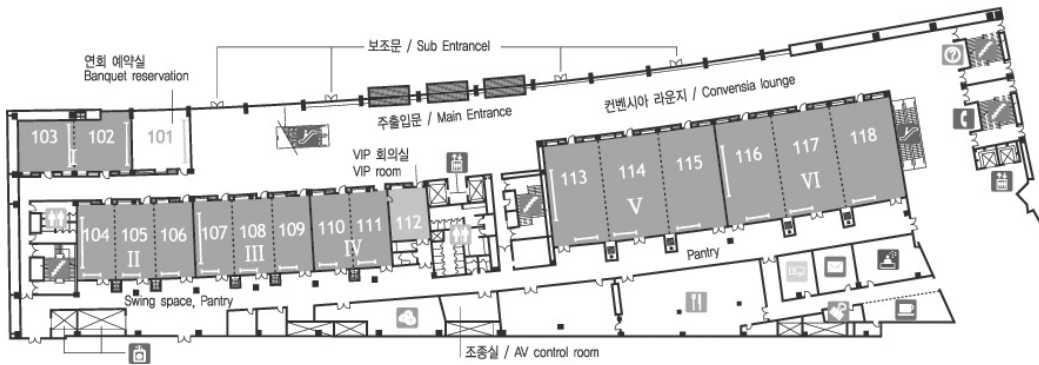 보조문 / Sub Entrancel
연회 예약실
Banquet reservation
주출입문 / Main Entrance
컨벤시아 라운지 / Convensia lounge
103
102
101
I
VIP 회의실
VIP room
113
114
115
116
117
118
V
VI
104
105
106
107
108
109
110
111
112
II
III
IV
Pantry
Swing space, Pantry
조종실 / AV control room